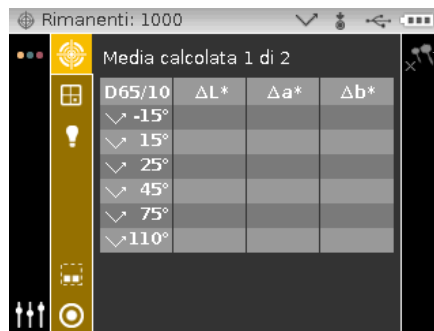 Rimanenti: 1000
Media calcolata 1 di 2
D65/10 ΔL* Δa* Δb*
-15°
15°
25°
45°
75°
110°